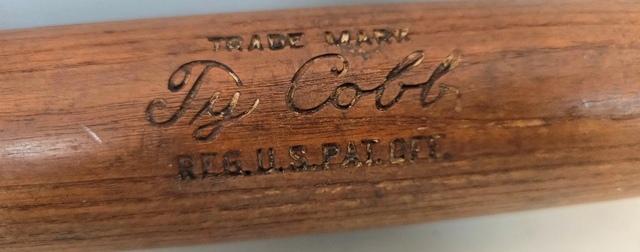 TRADE MARK
Ty Cobb
REG. U.S. PAT. OFF.